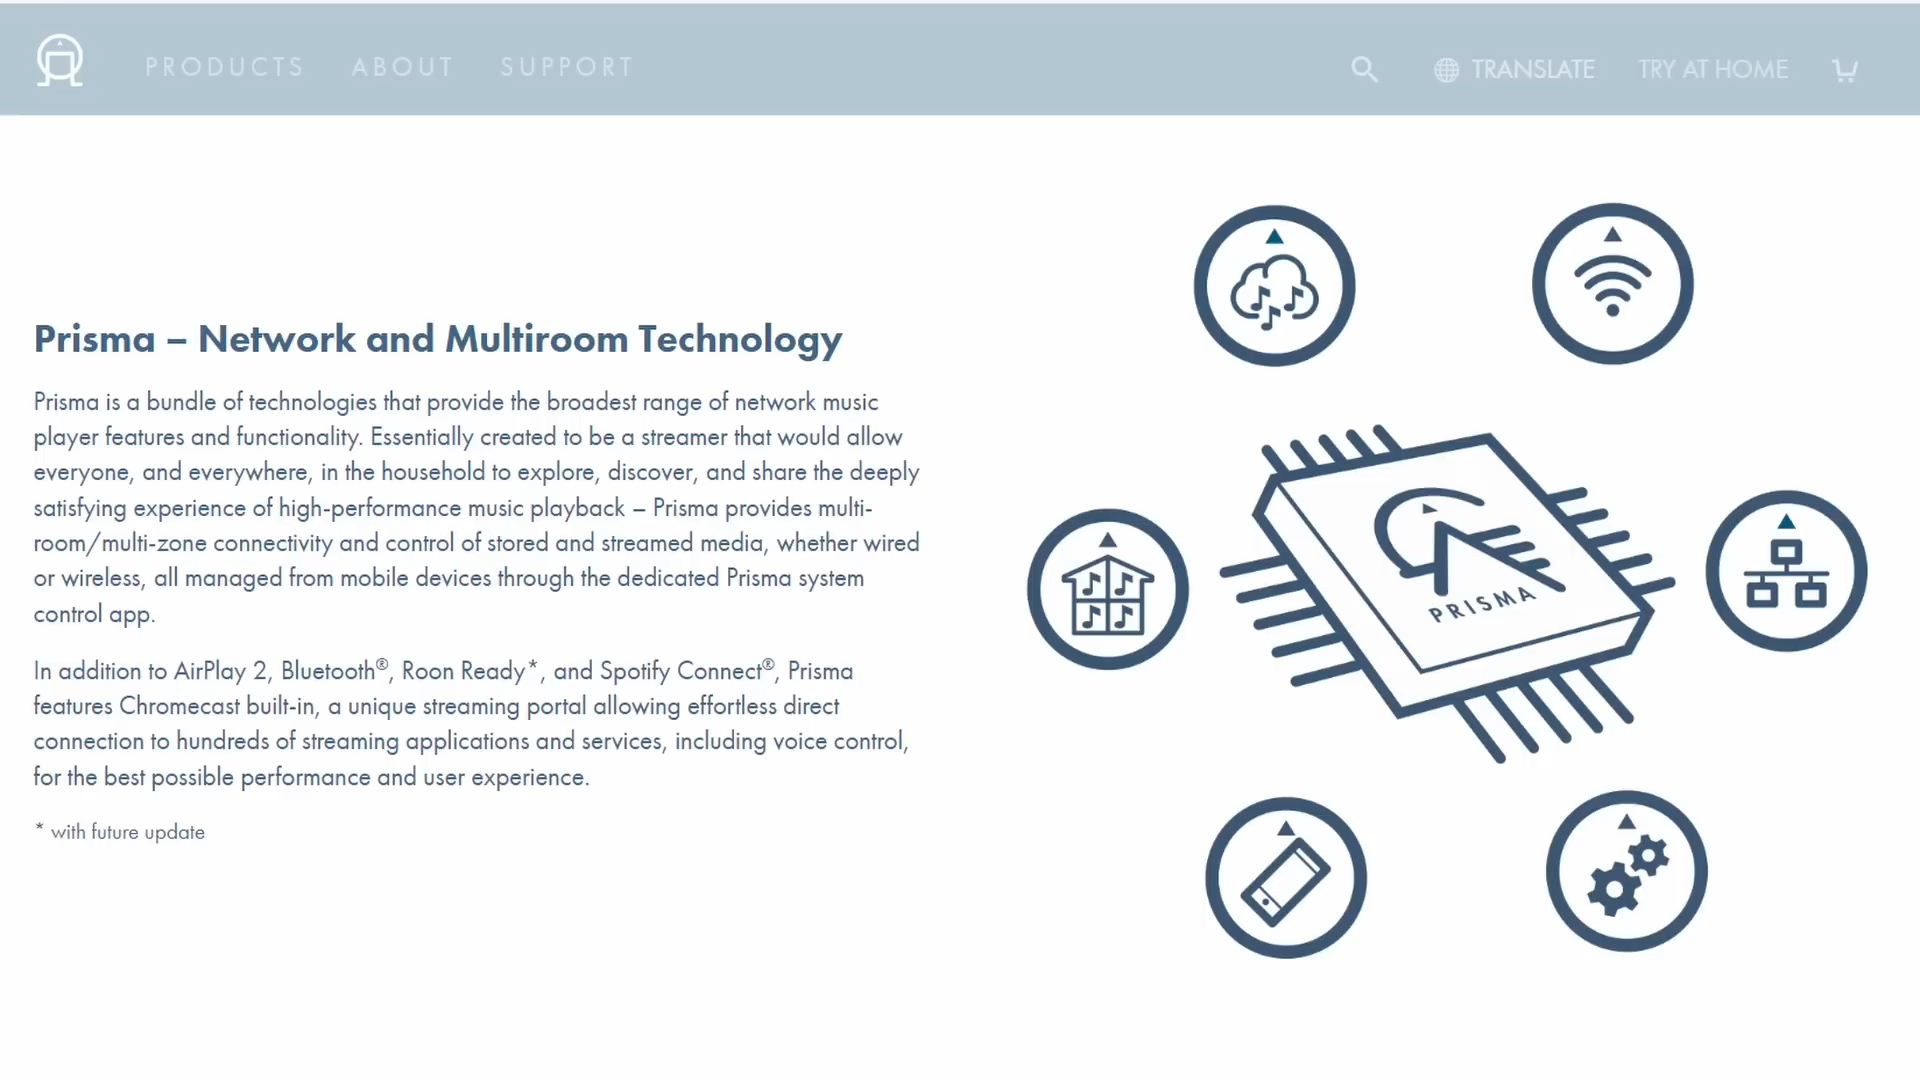 PRODUCTS ABOUT SUPPORT TRANSLATE TRY AT HOME
Prisma – Network and Multiroom Technology
Prisma is a bundle of technologies that provide the broadest range of network music
player features and functionality. Essentially created to be a streamer that would allow
everyone, and everywhere, in the household to explore, discover, and share the deeply
satisfying experience of high-performance music playback – Prisma provides multi-
room/multi-zone connectivity and control of stored and streamed media, whether wired
or wireless, all managed from mobile devices through the dedicated Prisma system
control app.
In addition to AirPlay 2, Bluetooth®, Roon Ready*, and Spotify Connect®, Prisma
features Chromecast built-in, a unique streaming portal allowing effortless direct
connection to hundreds of streaming applications and services, including voice control,
for the best possible performance and user experience.
* with future update
PRISMA